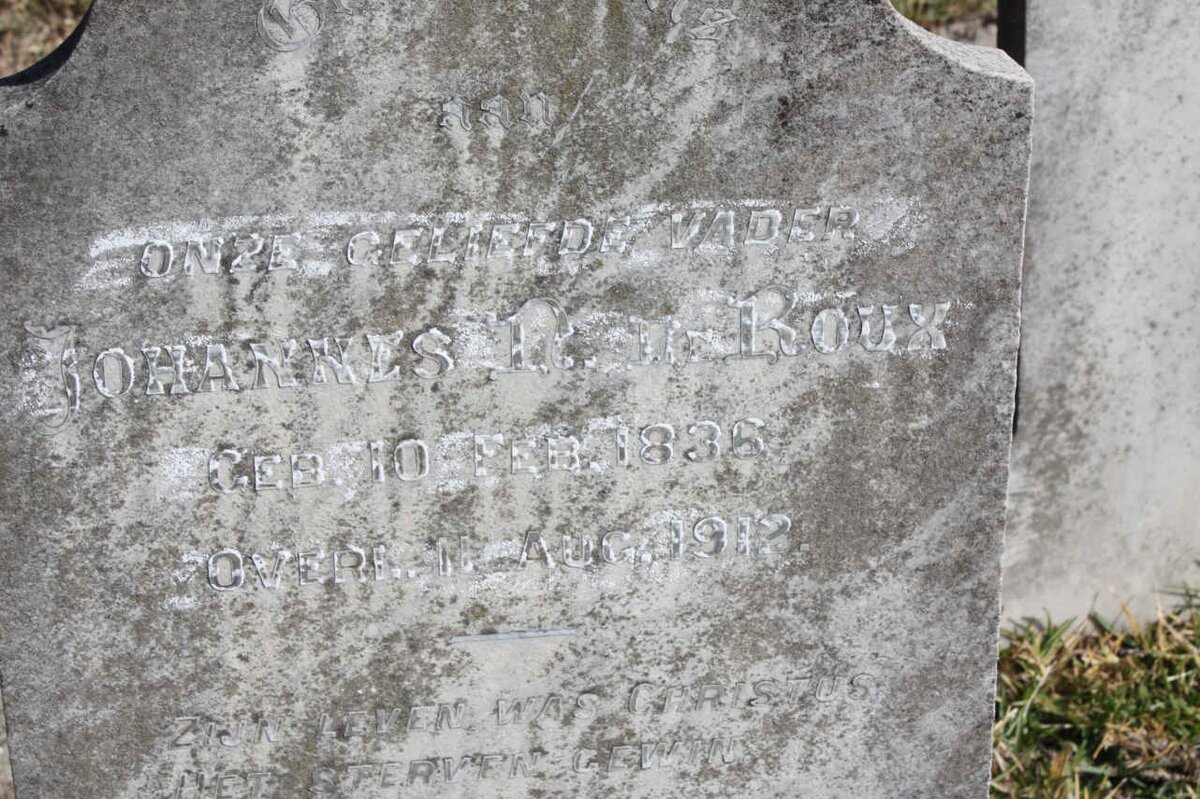 aan
ONZE GELIEFDE VADER
JOHANNES N. DE ROUX
GEB. 10 FEB. 1836.
OVERL. 11 AUG. 1912.
ZIJN LEVEN WAS CHRISTUS
HET STERVEN GEWIN